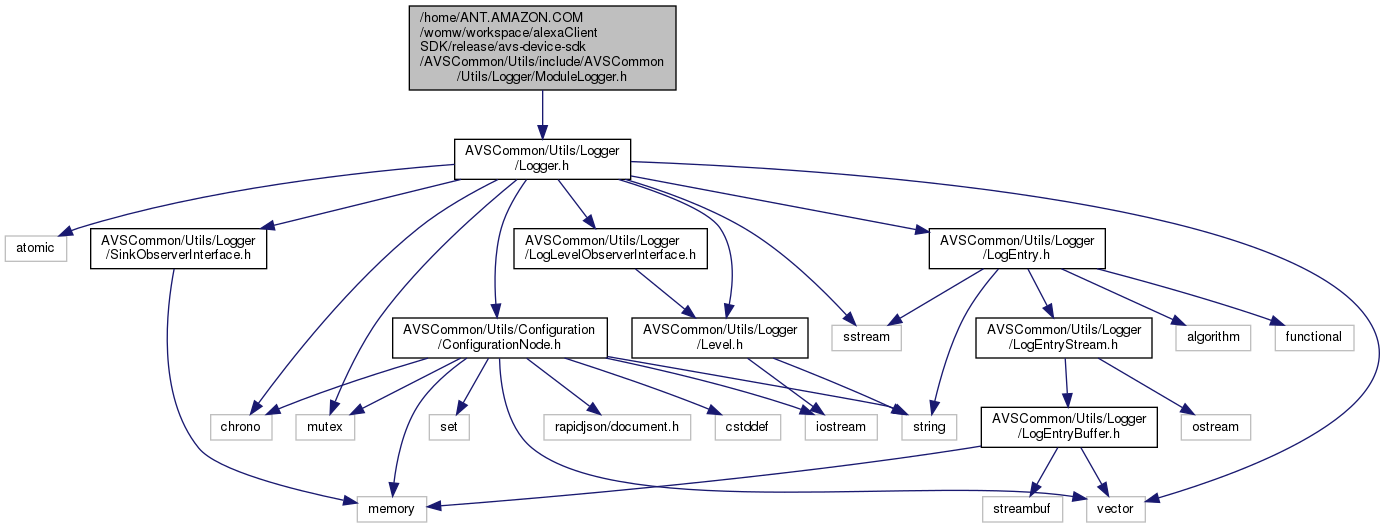 /home/ANT.AMAZON.COM
/womw/workspace/alexaClient
SDK/release/avs-device-sdk
/AVSCommon/Utils/include/AVSCommon
/Utils/Logger/ModuleLogger.h
AVSCommon/Utils/Logger
/Logger.h
atomic
AVSCommon/Utils/Logger
/SinkObserverInterface.h
AVSCommon/Utils/Logger
/LogLevelObserverInterface.h
AVSCommon/Utils/Logger
/LogEntry.h
AVSCommon/Utils/Configuration
/ConfigurationNode.h
AVSCommon/Utils/Logger
/Level.h
sstream
AVSCommon/Utils/Logger
/LogEntryStream.h
algorithm
functional
chrono
mutex
set
rapidjson/document.h
cstddef
iostream
string
AVSCommon/Utils/Logger
/LogEntryBuffer.h
ostream
memory
streambuf
vector